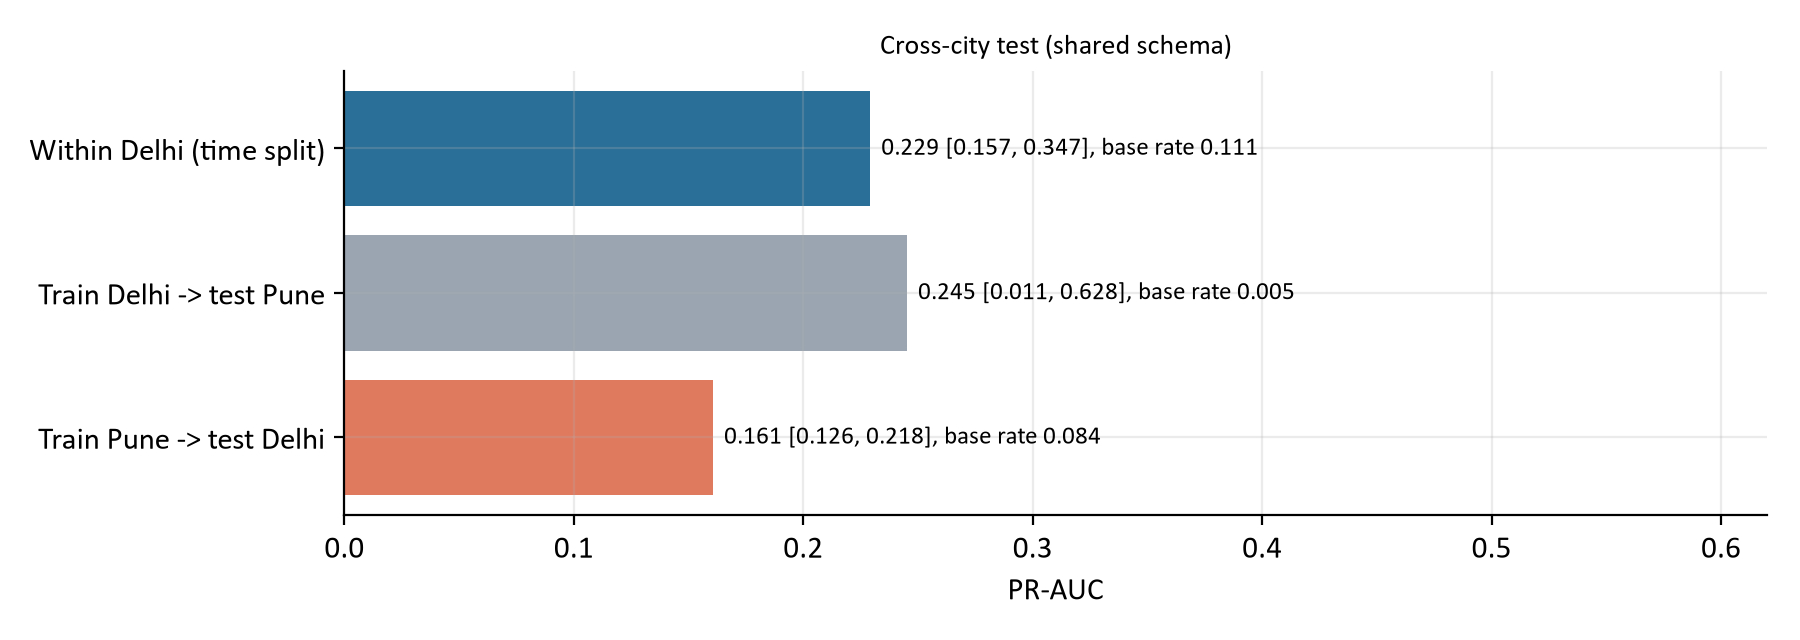 Cross-city test (shared schema)
Within Delhi (time split)
0.229 [0.157, 0.347], base rate 0.111
Train Delhi -> test Pune
0.245 [0.011, 0.628], base rate 0.005
Train Pune -> test Delhi
0.161 [0.126, 0.218], base rate 0.084
0.0 0.1 0.2 0.3 0.4 0.5 0.6
PR-AUC